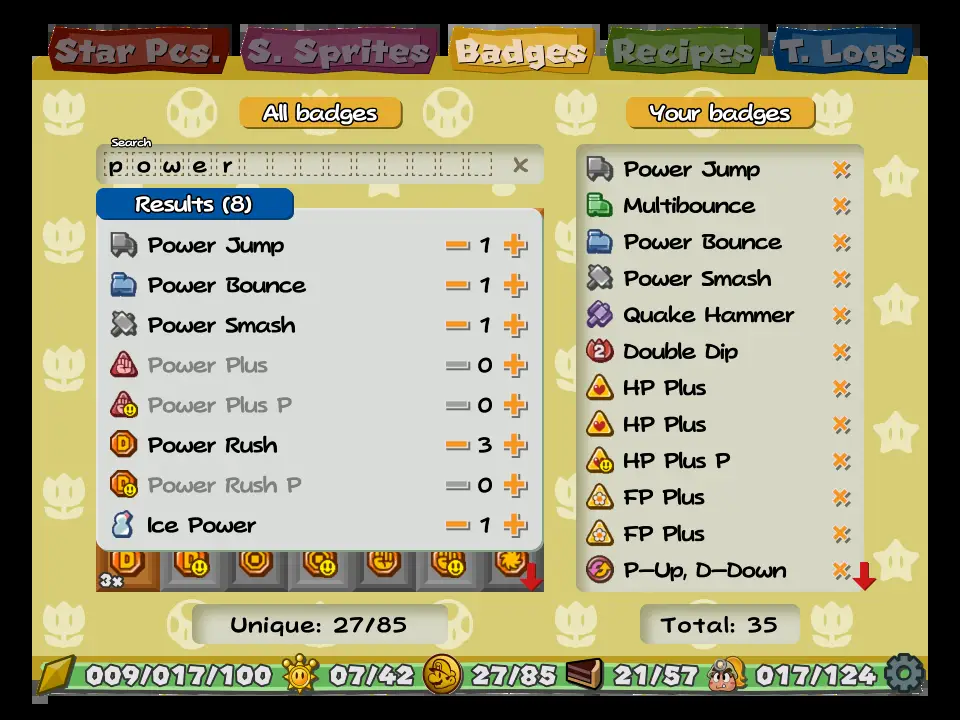 Star Pcs. S. Sprites Badges Recipes T. Logs
All badges
Search
power
Results (8)
Power Jump 1
Power Bounce 1
Power Smash 1
Power Plus 0
Power Plus P 0
Power Rush 3
Power Rush P 0
Ice Power 1
3x
Unique: 27/85
Your badges
Power Jump
Multibounce
Power Bounce
Power Smash
Quake Hammer
2 Double Dip
HP Plus
HP Plus
HP Plus P
FP Plus
FP Plus
P-Up, D-Down
Total: 35
009/017/100 07/42 27/85 21/57 017/124